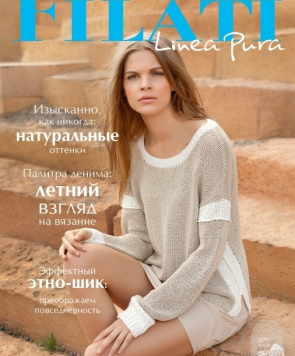 FILATI
Linea Pura
Изысканно,
как никогда:
натуральные
оттенки
Палитра денима:
ЛЕТНИЙ
ВЗГЛЯД
на вязание
Эффектный
ЭТНО-ШИК:
преображаем
повседневность